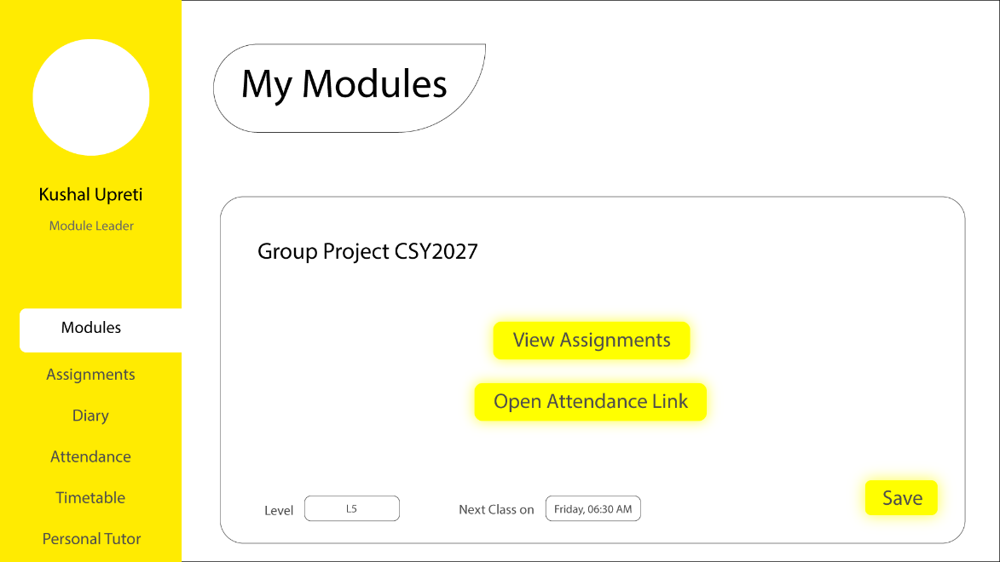 My Modules
Kushal Upreti
Module Leader
Modules
Assignments
Diary
Attendance
Timetable
Personal Tutor
Group Project CSY2027
View Assignments
Open Attendance Link
Level L5 Next Class on Friday, 06:30 AM
Save